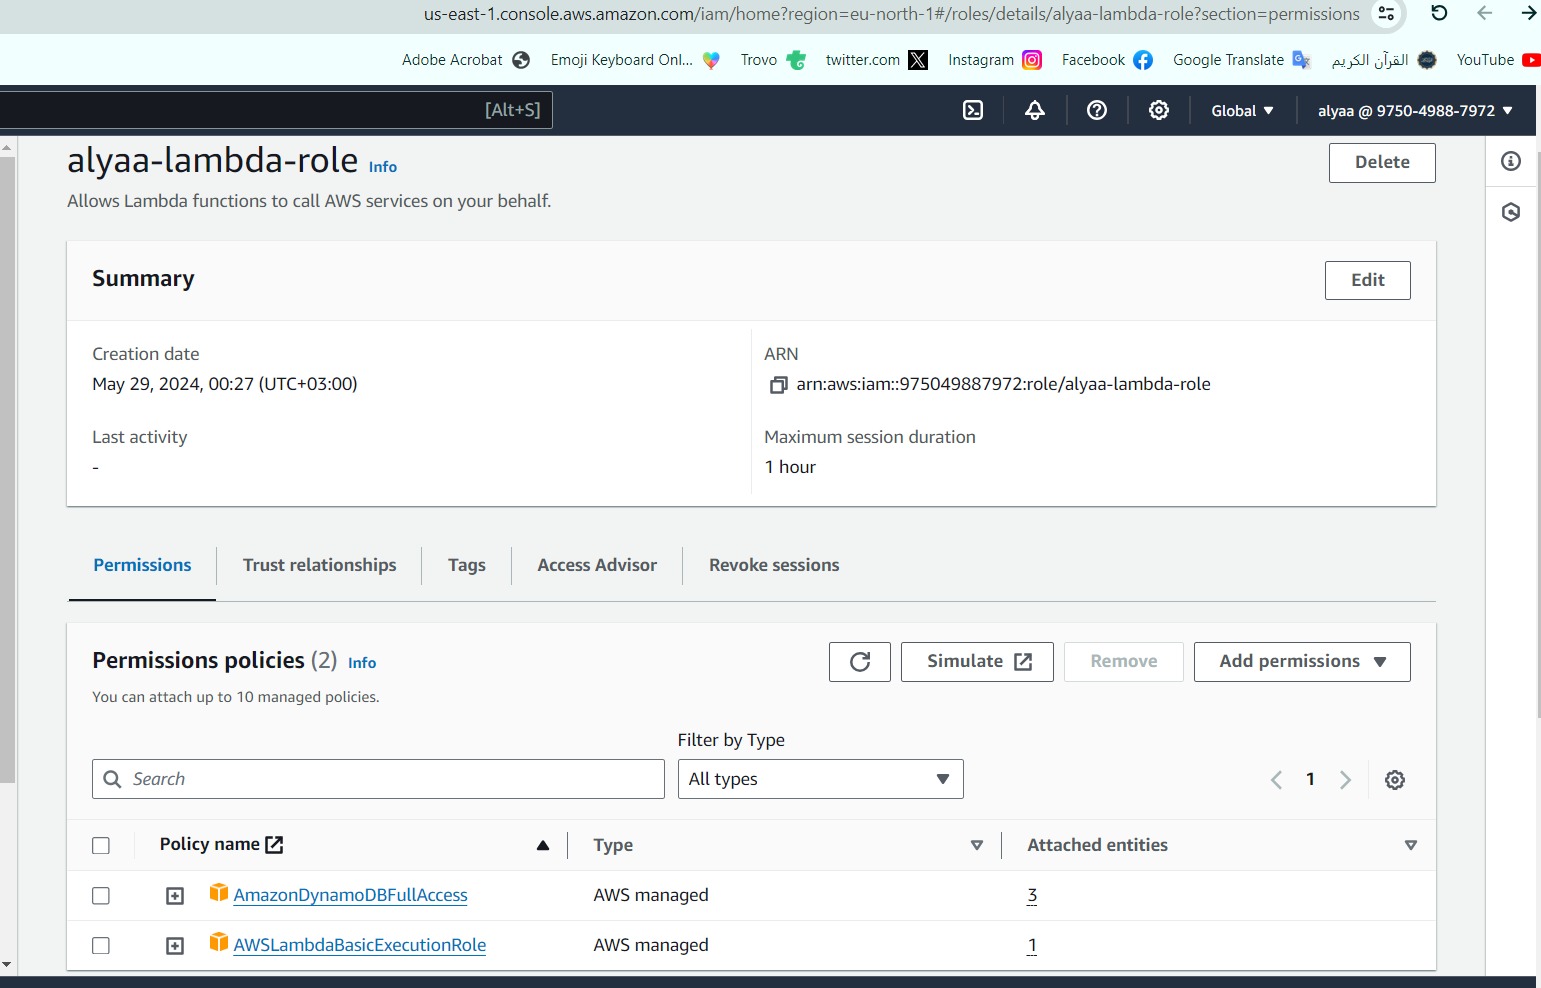 us-east-1.console.aws.amazon.com/iam/home?region=eu-north-1#/roles/details/alyaa-lambda-role?section=permissions
Adobe Acrobat Emoji Keyboard Onl... Trovo twitter.com Instagram Facebook Google Translate القرآن الكريم YouTube
[Alt+S] Global alyaa @ 9750-4988-7972
alyaa-lambda-role Info
Delete
Allows Lambda functions to call AWS services on your behalf.
Summary
Edit
Creation date
May 29, 2024, 00:27 (UTC+03:00)
ARN
arn:aws:iam::975049887972:role/alyaa-lambda-role
Last activity
-
Maximum session duration
1 hour
Permissions Trust relationships Tags Access Advisor Revoke sessions
Permissions policies (2) Info
Simulate Remove Add permissions
You can attach up to 10 managed policies.
Filter by Type
Search All types 1
Policy name Type Attached entities
AmazonDynamoDBFullAccess AWS managed 3
AWSLambdaBasicExecutionRole AWS managed 1